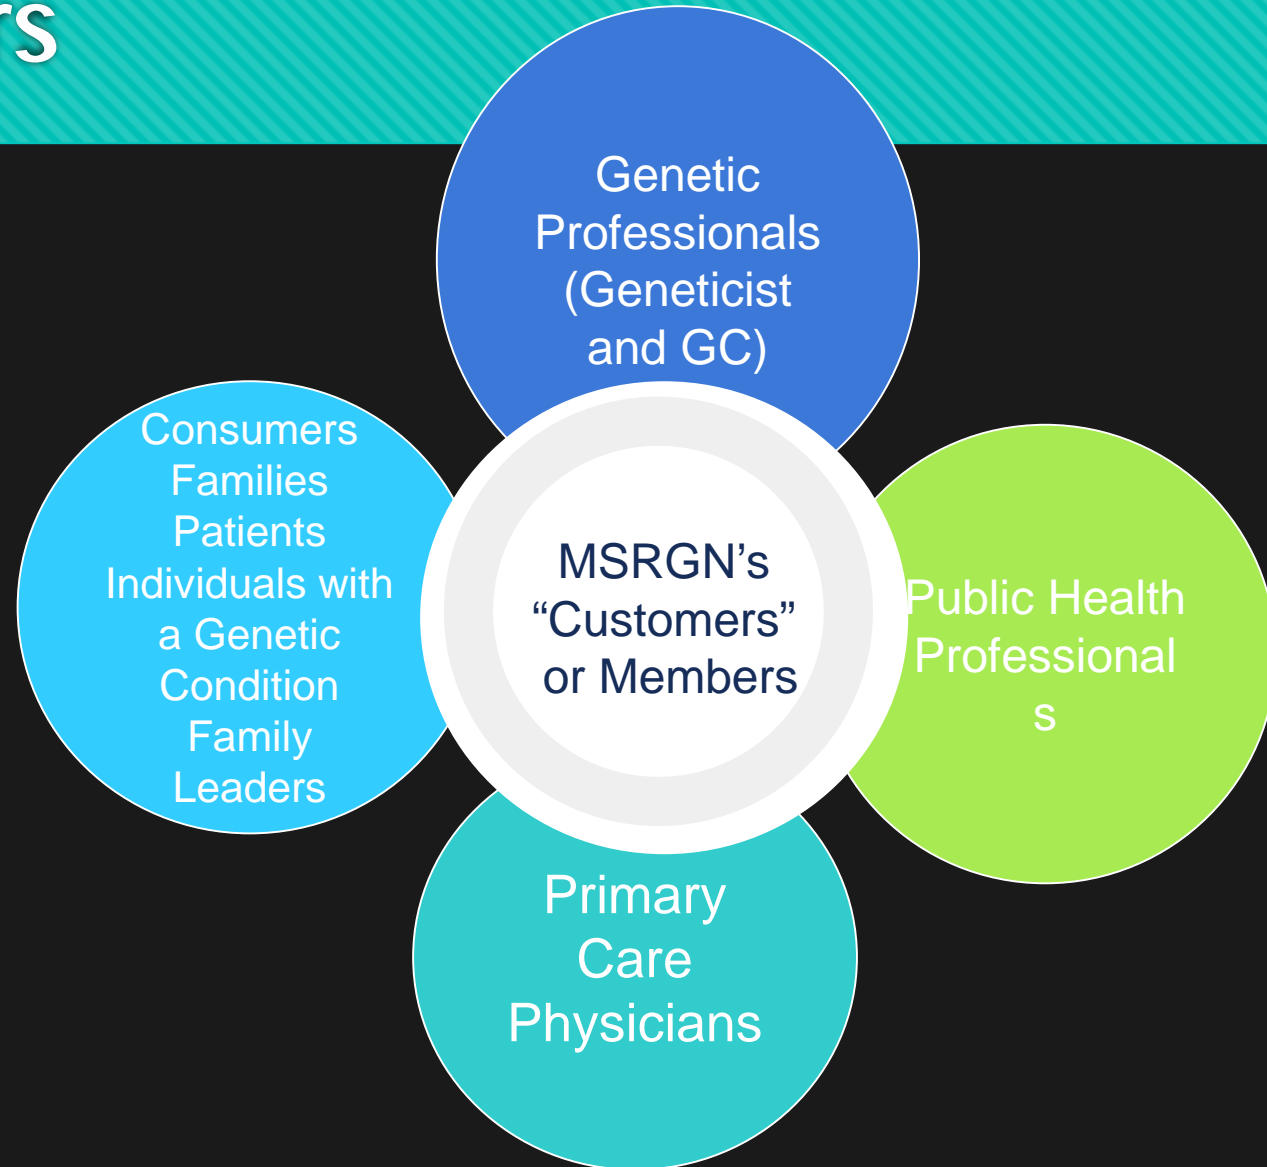 rs
Genetic
Professionals
(Geneticist
and GC)
Consumers
Families
Patients
Individuals with
a Genetic
Condition
Family
Leaders
MSRGN’s
“Customers”
or Members
Public Health
Professional
s
Primary
Care
Physicians